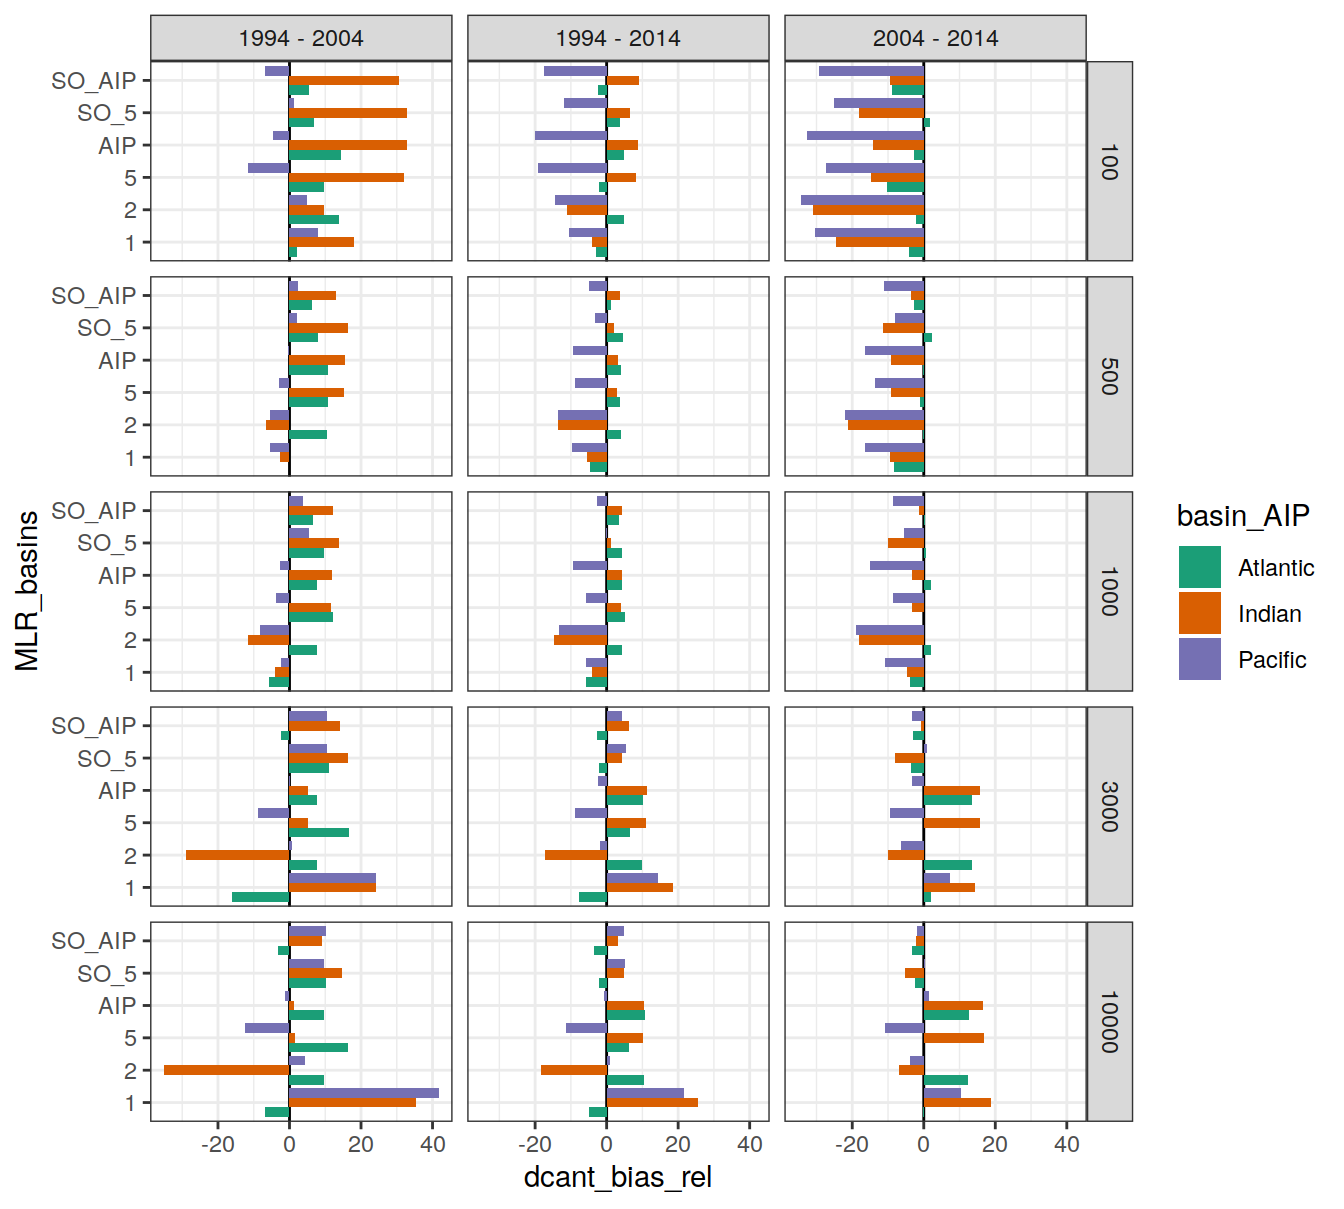 1994 - 2004
1994 - 2014
2004 - 2014
SO_AIP
SO_5
AIP
5
2
1
100
SO_AIP
SO_5
AIP
5
2
1
500
SO_AIP
SO_5
AIP
5
2
1
1000
SO_AIP
SO_5
AIP
5
2
1
3000
SO_AIP
SO_5
AIP
5
2
1
10000
-20 0 20 40
-20 0 20 40
-20 0 20 40
dcant_bias_rel
MLR_basins
basin_AIP
Atlantic
Indian
Pacific